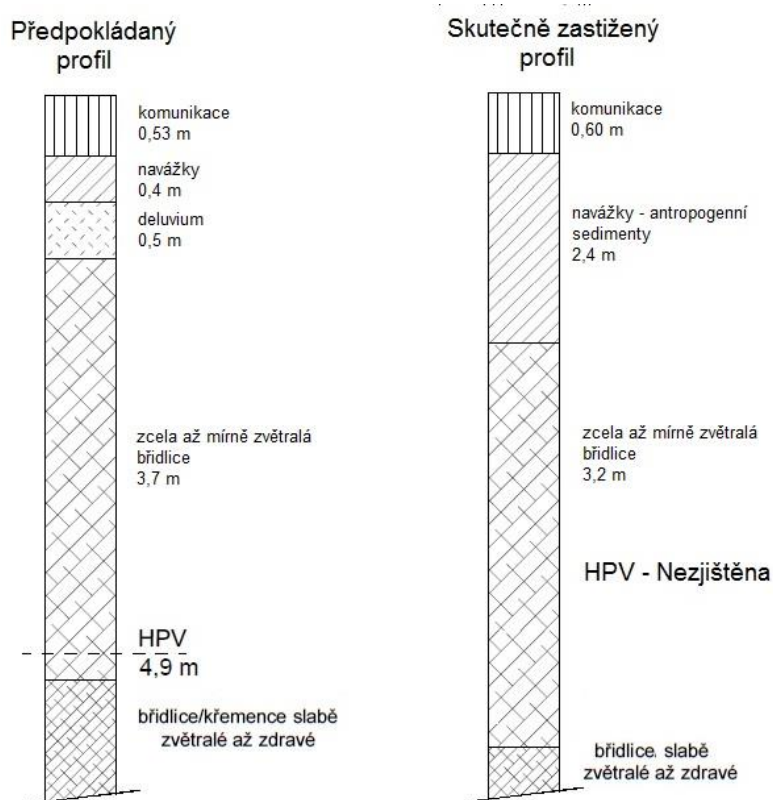 Předpokládaný
profil
komunikace
0,53 m
navážky
0,4 m
deluvium
0,5 m
zcela až mírně zvětralá
břidlice
3,7 m
HPV
4,9 m
břidlice/křemence slabě
zvětralé až zdravé
Skutečně zastižený
profil
komunikace
0,60 m
navážky - antropogenní
sedimenty
2,4 m
zcela až mírně zvětralá
břidlice
3,2 m
HPV - Nezjištěna
břidlice. slabě
zvětralé až zdravé